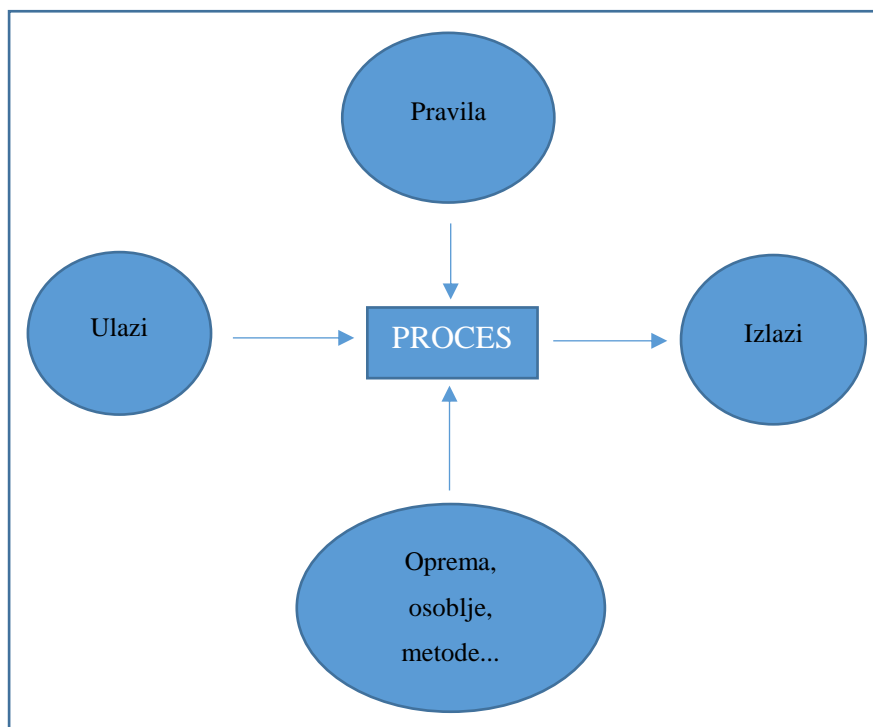 Pravila
Ulazi
PROCES
Izlazi
Oprema,
osoblje,
metode...